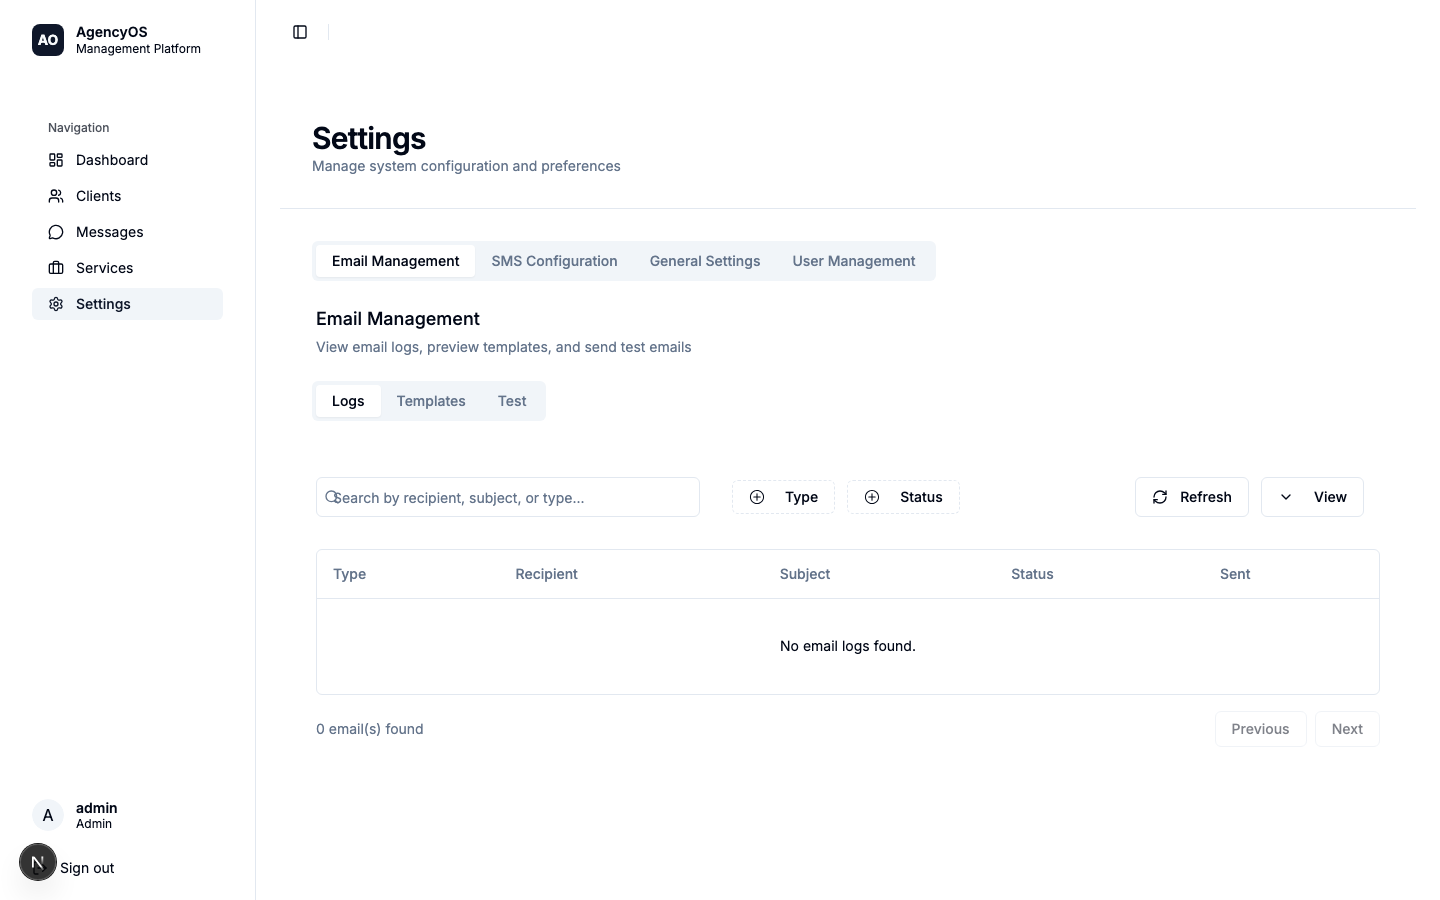 AO
AgencyOS
Management Platform
Navigation
Dashboard
Clients
Messages
Services
Settings
admin
Admin
A
N
Sign out
Settings
Manage system configuration and preferences
Email Management
SMS Configuration
General Settings
User Management
Email Management
View email logs, preview templates, and send test emails
Logs
Templates
Test
Search by recipient, subject, or type...
Type
Status
Refresh
View
Type
Recipient
Subject
Status
Sent
No email logs found.
0 email(s) found
Previous
Next